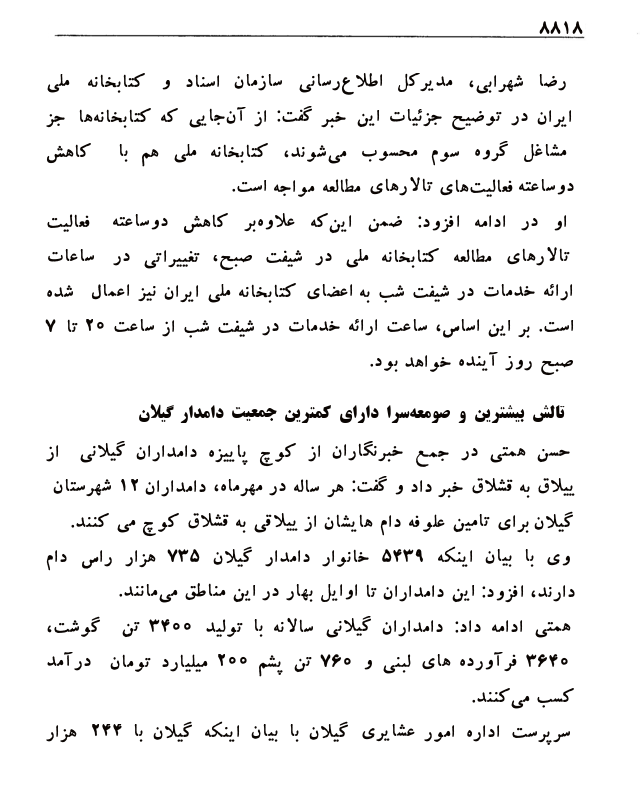 ۸۸۱۸
رضا شهرابی، مدیرکل اطلاع‌رسانی سازمان اسناد و کتابخانه ملی
ایران در توضیح جزئیات این خبر گفت: از آن‌جایی که کتابخانه‌ها جز
مشاغل گروه سوم محسوب می‌شوند، کتابخانه ملی هم با کاهش
دوساعته فعالیت‌های تالارهای مطالعه مواجه است.
او در ادامه افزود: ضمن این‌که علاوه‌بر کاهش دوساعته فعالیت
تالارهای مطالعه کتابخانه ملی در شیفت صبح، تغییراتی در ساعات
ارائه خدمات در شیفت شب به اعضای کتابخانه ملی ایران نیز اعمال شده
است. بر این اساس، ساعت ارائه خدمات در شیفت شب از ساعت ۲۰ تا ۷
صبح روز آینده خواهد بود.
تالش بیشترین و صومعه‌سرا دارای کمترین جمعیت دامدار گیلان
حسن همتی در جمع خبرنگاران از کوچ پاییزه دامداران گیلانی از
ییلاق به قشلاق خبر داد و گفت: هر ساله در مهرماه، دامداران ۱۲ شهرستان
گیلان برای تامین علوفه دام هایشان از ییلاقی به قشلاق کوچ می کنند.
وی با بیان اینکه ۵۴۳۹ خانوار دامدار گیلان ۷۳۵ هزار راس دام
دارند، افزود: این دامداران تا اوایل بهار در این مناطق می‌مانند.
همتی ادامه داد: دامداران گیلانی سالانه با تولید ۳۴۰۰ تن گوشت،
۳۶۴۰ فرآورده های لبنی و ۷۶۰ تن پشم ۲۰۰ میلیارد تومان درآمد
کسب می‌کنند.
سرپرست اداره امور عشایری گیلان با بیان اینکه گیلان با ۲۴۴ هزار